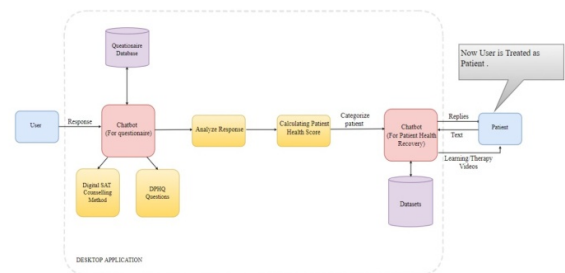 Questionaire
Database
Now User is Treated as
Patient .
User
Response
Chatbot
(For questionaire)
Analyze Response
Calculating Patient
Health Score
Categorize
patient
Chatbot
(For Patient Health
Recovery)
Replies
Text
Patient
Learning/Therapy
Videos
Digital SAT
Counselling
Method
DPHQ
Questions
Datasets
DESKTOP APPLICATION